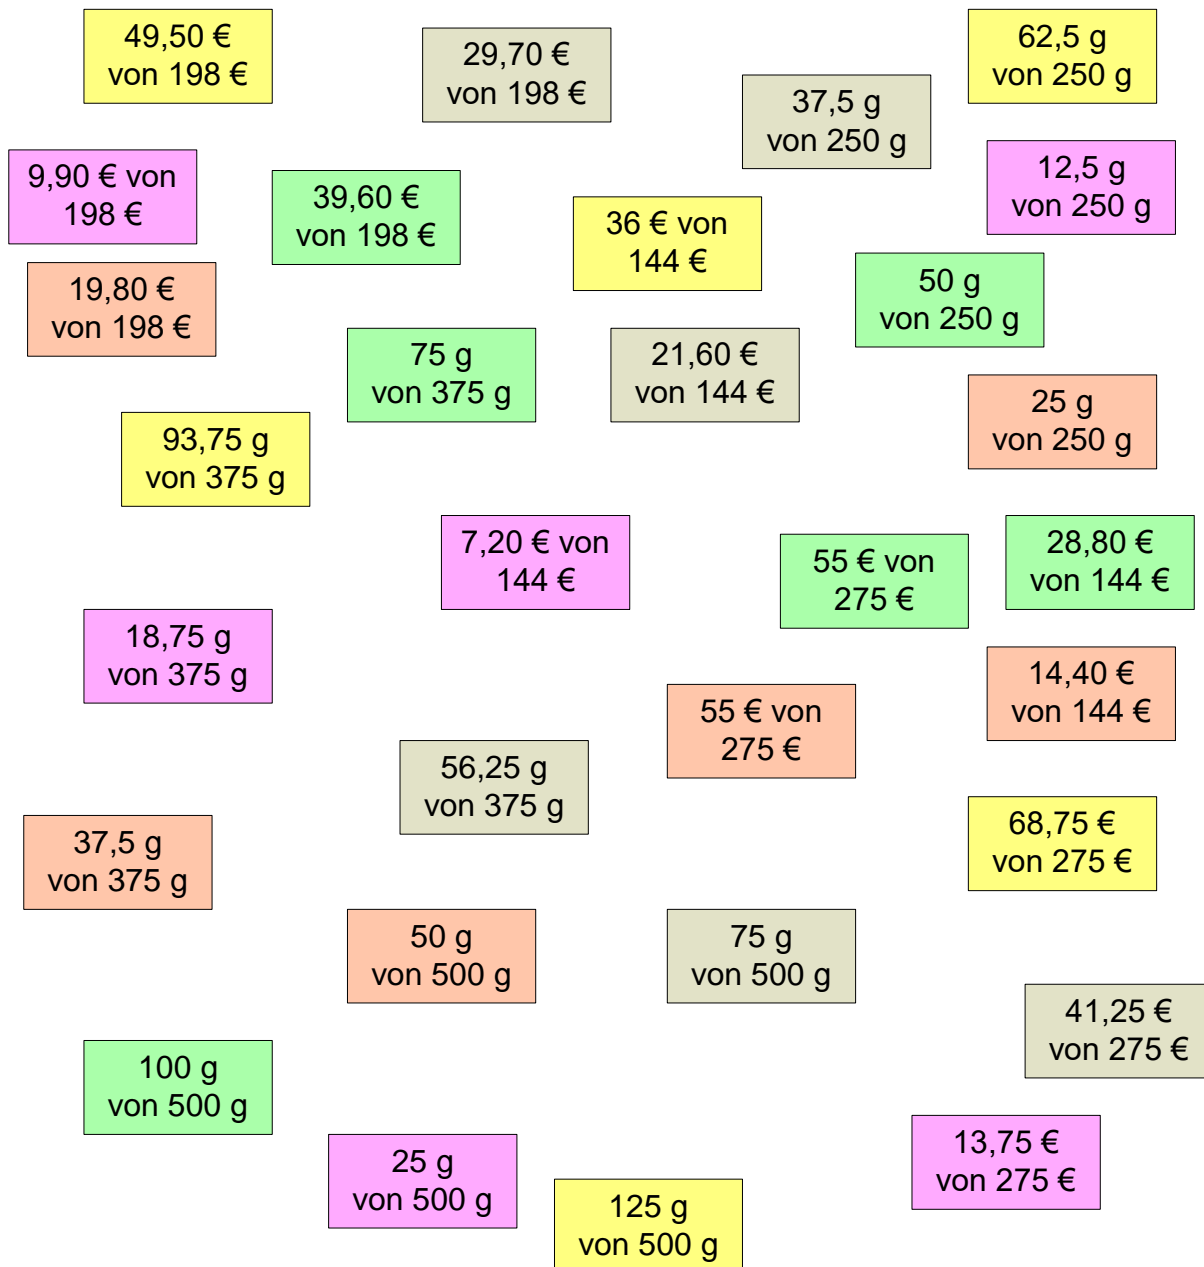 49,50 €
von 198 €
29,70 €
von 198 €
62,5 g
von 250 g
37,5 g
von 250 g
9,90 € von
198 €
39,60 €
von 198 €
12,5 g
von 250 g
36 € von
144 €
19,80 €
von 198 €
50 g
von 250 g
75 g
von 375 g
21,60 €
von 144 €
25 g
von 250 g
93,75 g
von 375 g
7,20 € von
144 €
55 € von
275 €
28,80 €
von 144 €
18,75 g
von 375 g
14,40 €
von 144 €
55 € von
275 €
56,25 g
von 375 g
68,75 €
von 275 €
37,5 g
von 375 g
50 g
von 500 g
75 g
von 500 g
41,25 €
von 275 €
100 g
von 500 g
13,75 €
von 275 €
25 g
von 500 g
125 g
von 500 g